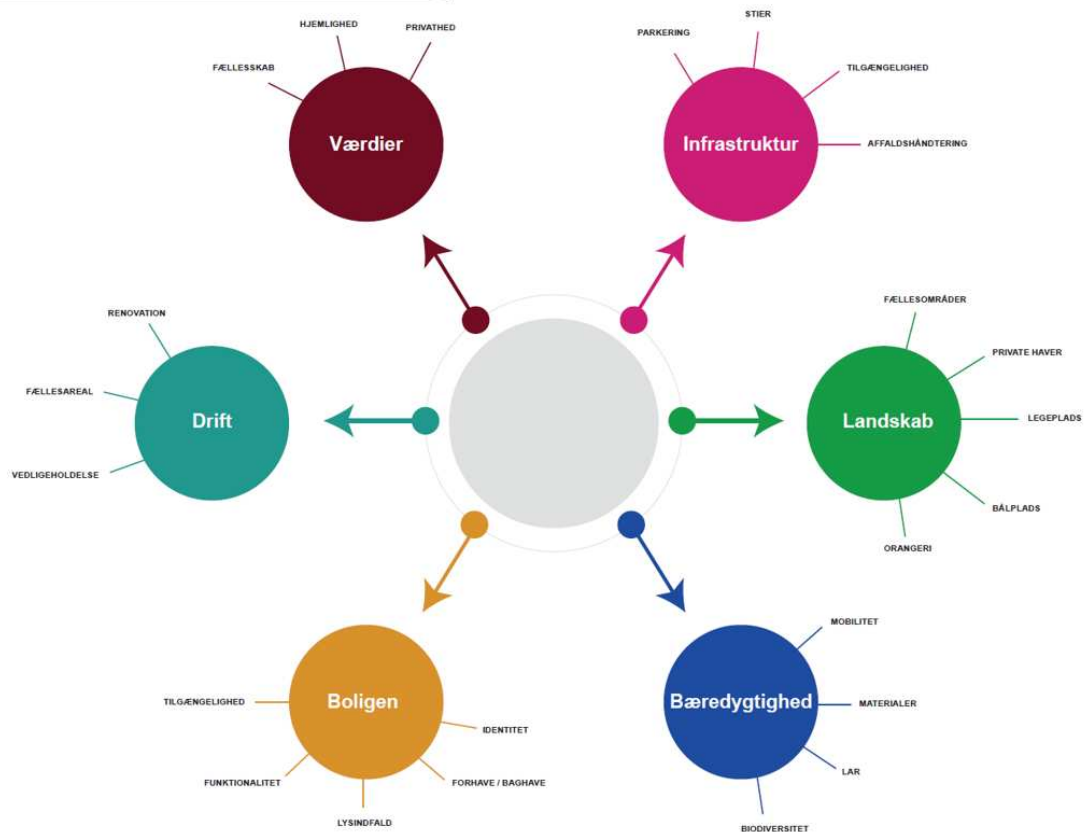 HJEMLIGHED
PRIVATHED
FÆLLESSKAB
Værdier
STIER
PARKERING
TILGÆNGELIGHED
Infrastruktur
AFFALDSHÅNDTERING
RENOVATION
FÆLLESAREAL
Drift
VEDLIGEHOLDELSE
FÆLLESOMRÅDER
PRIVATE HAVER
Landskab
LEGEPLADS
BÅLPLADS
ORANGERI
TILGÆNGELIGHED
Boligen
IDENTITET
FUNKTIONALITET
FORHAVE / BAGHAVE
LYSINDFALD
MOBILITET
Bæredygtighed
MATERIALER
LAR
BIODIVERSITET